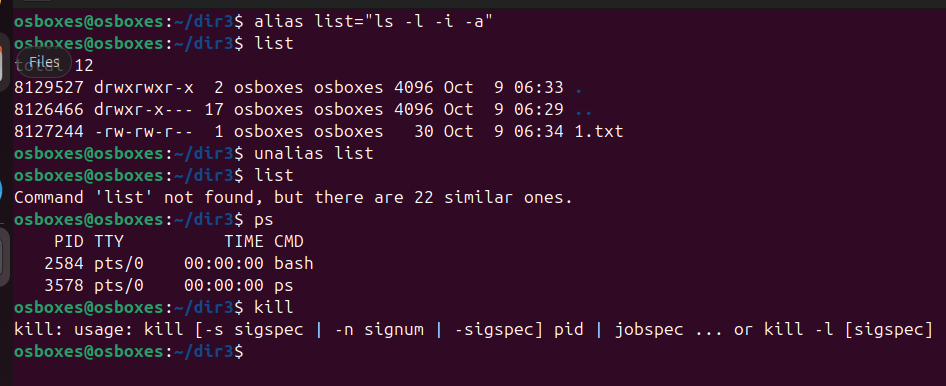 osboxes@osboxes:~/dir3$ alias list="ls -l -i -a"
osboxes@osboxes:~/dir3$ list
Files
total 12
8129527 drwxrwxr-x  2 osboxes osboxes 4096 Oct  9 06:33 .
8126466 drwxr-x--- 17 osboxes osboxes 4096 Oct  9 06:29 ..
8127244 -rw-rw-r--  1 osboxes osboxes   30 Oct  9 06:34 1.txt
osboxes@osboxes:~/dir3$ unalias list
osboxes@osboxes:~/dir3$ list
Command 'list' not found, but there are 22 similar ones.
osboxes@osboxes:~/dir3$ ps
    PID TTY          TIME CMD
   2584 pts/0    00:00:00 bash
   3578 pts/0    00:00:00 ps
osboxes@osboxes:~/dir3$ kill
kill: usage: kill [-s sigspec | -n signum | -sigspec] pid | jobspec ... or kill -l [sigspec]
osboxes@osboxes:~/dir3$